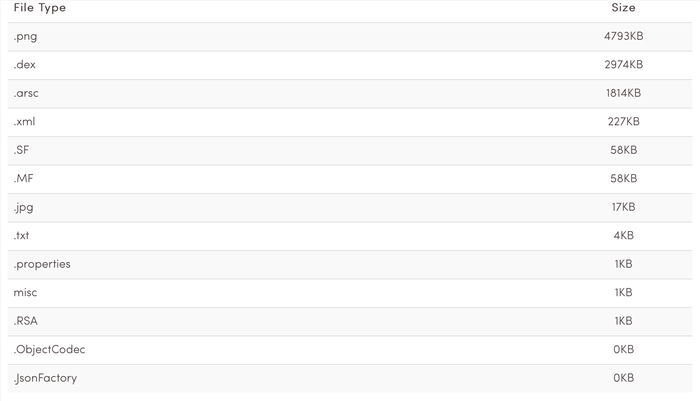 File Type Size
.png 4793KB
.dex 2974KB
.arsc 1814KB
.xml 227KB
.SF 58KB
.MF 58KB
.jpg 17KB
.txt 4KB
.properties 1KB
misc 1KB
.RSA 1KB
.ObjectCodec 0KB
.JsonFactory 0KB